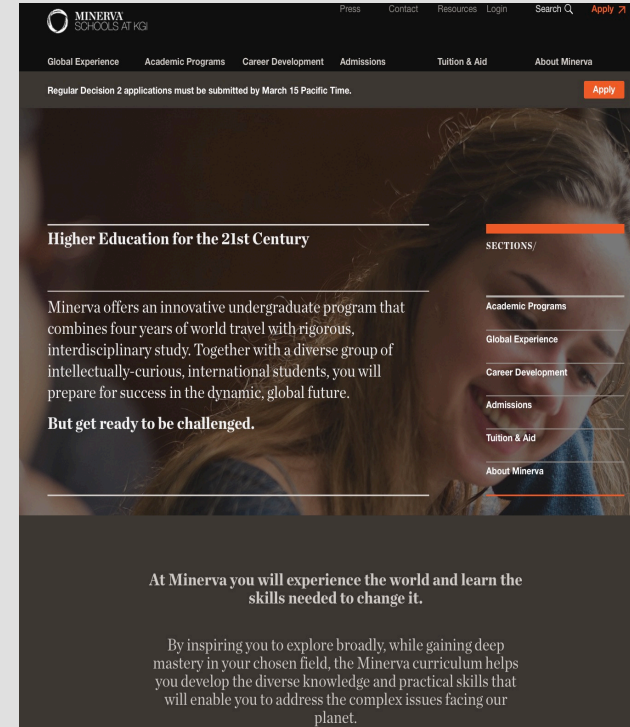 Press Contact Resources Login Search Apply
MINERVA
SCHOOLS AT KGI
Global Experience Academic Programs Career Development Admissions Tuition & Aid About Minerva
Regular Decision 2 applications must be submitted by March 15 Pacific Time.
Apply
Higher Education for the 21st Century
Minerva offers an innovative undergraduate program that
combines four years of world travel with rigorous,
interdisciplinary study. Together with a diverse group of
intellectually-curious, international students, you will
prepare for success in the dynamic, global future.
But get ready to be challenged.
SECTIONS/
Academic Programs
Global Experience
Career Development
Admissions
Tuition & Aid
About Minerva
At Minerva you will experience the world and learn the
skills needed to change it.
By inspiring you to explore broadly, while gaining deep
mastery in your chosen field, the Minerva curriculum helps
you develop the diverse knowledge and practical skills that
will enable you to address the complex issues facing our
planet.